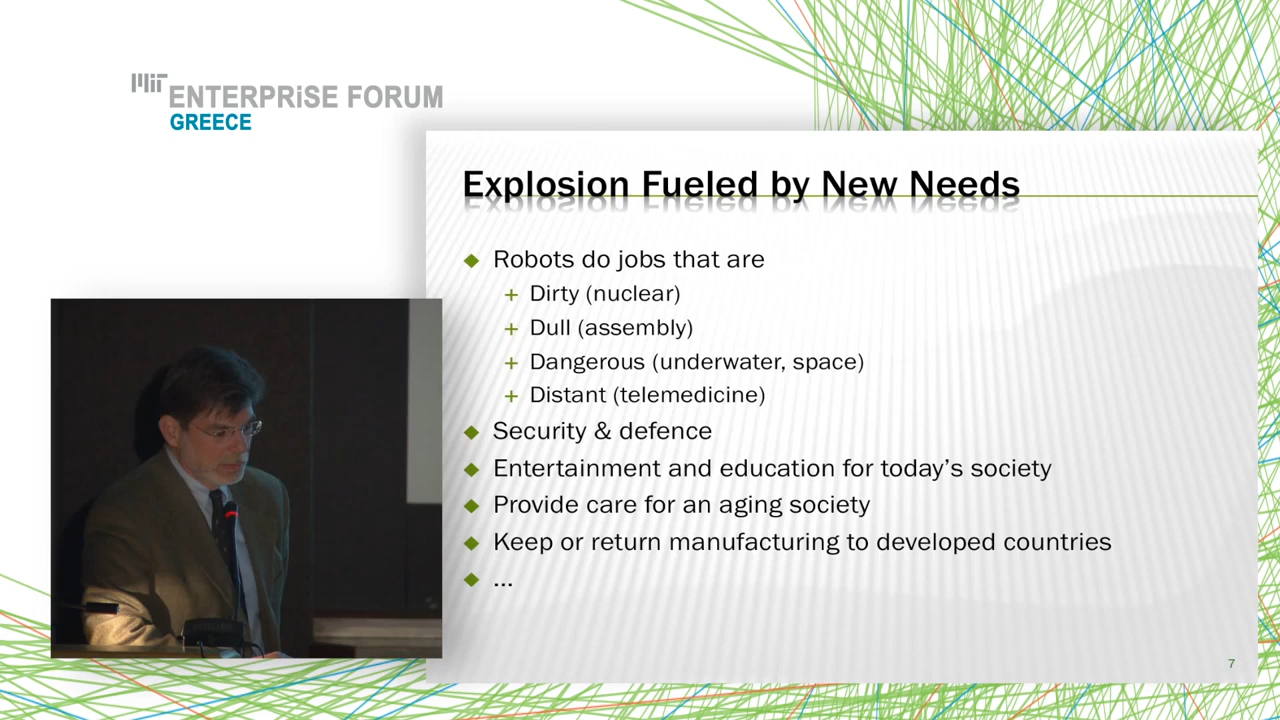 MIT
ENTERPRiSE FORUM
GREECE
Explosion Fueled by New Needs
Robots do jobs that are
+ Dirty (nuclear)
+ Dull (assembly)
+ Dangerous (underwater, space)
+ Distant (telemedicine)
Security & defence
Entertainment and education for today’s society
Provide care for an aging society
Keep or return manufacturing to developed countries
...
7